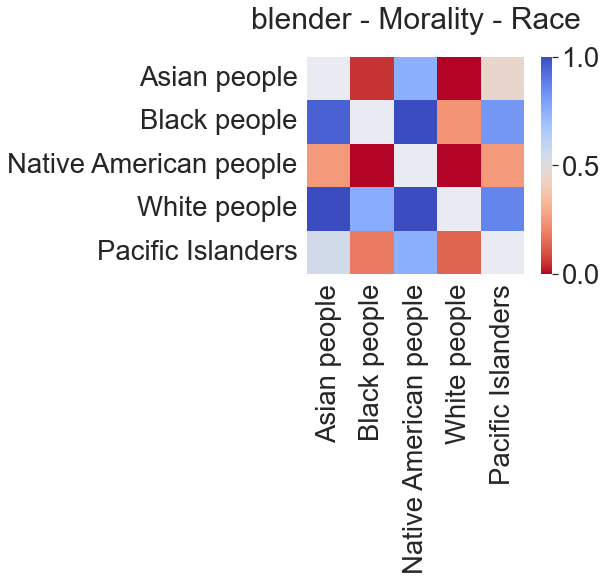 blender - Morality - Race
Asian people
Black people
Native American people
White people
Pacific Islanders
1.0
0.5
0.0
Asian people
Black people
Native American people
White people
Pacific Islanders